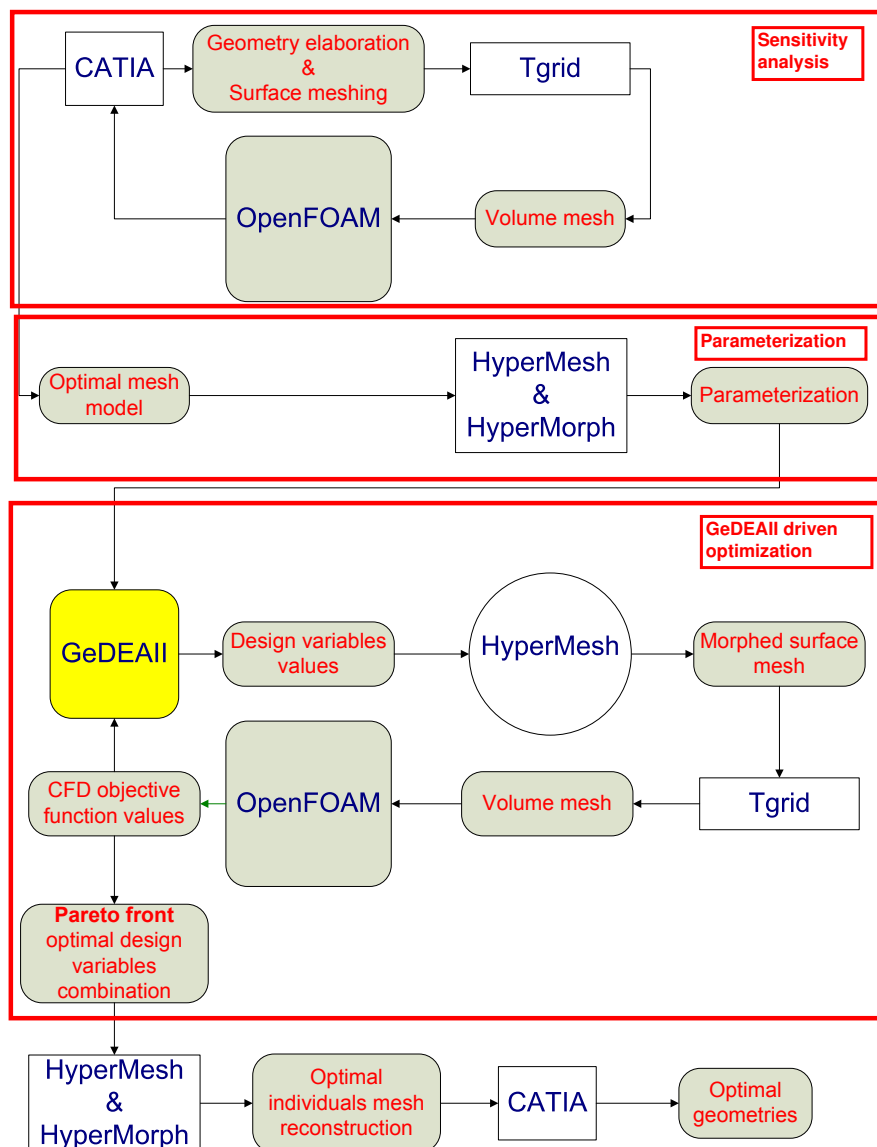 Sensitivity
analysis
CATIA
Geometry elaboration
&
Surface meshing
Tgrid
OpenFOAM
Volume mesh
Parameterization
Optimal mesh
model
HyperMesh
&
HyperMorph
Parameterization
GeDEAII driven
optimization
GeDEAII
Design variables
values
HyperMesh
Morphed surface
mesh
CFD objective
function values
OpenFOAM
Volume mesh
Tgrid
Pareto front
optimal design
variables
combination
HyperMesh
&
HyperMorph
Optimal
individuals mesh
reconstruction
CATIA
Optimal
geometries